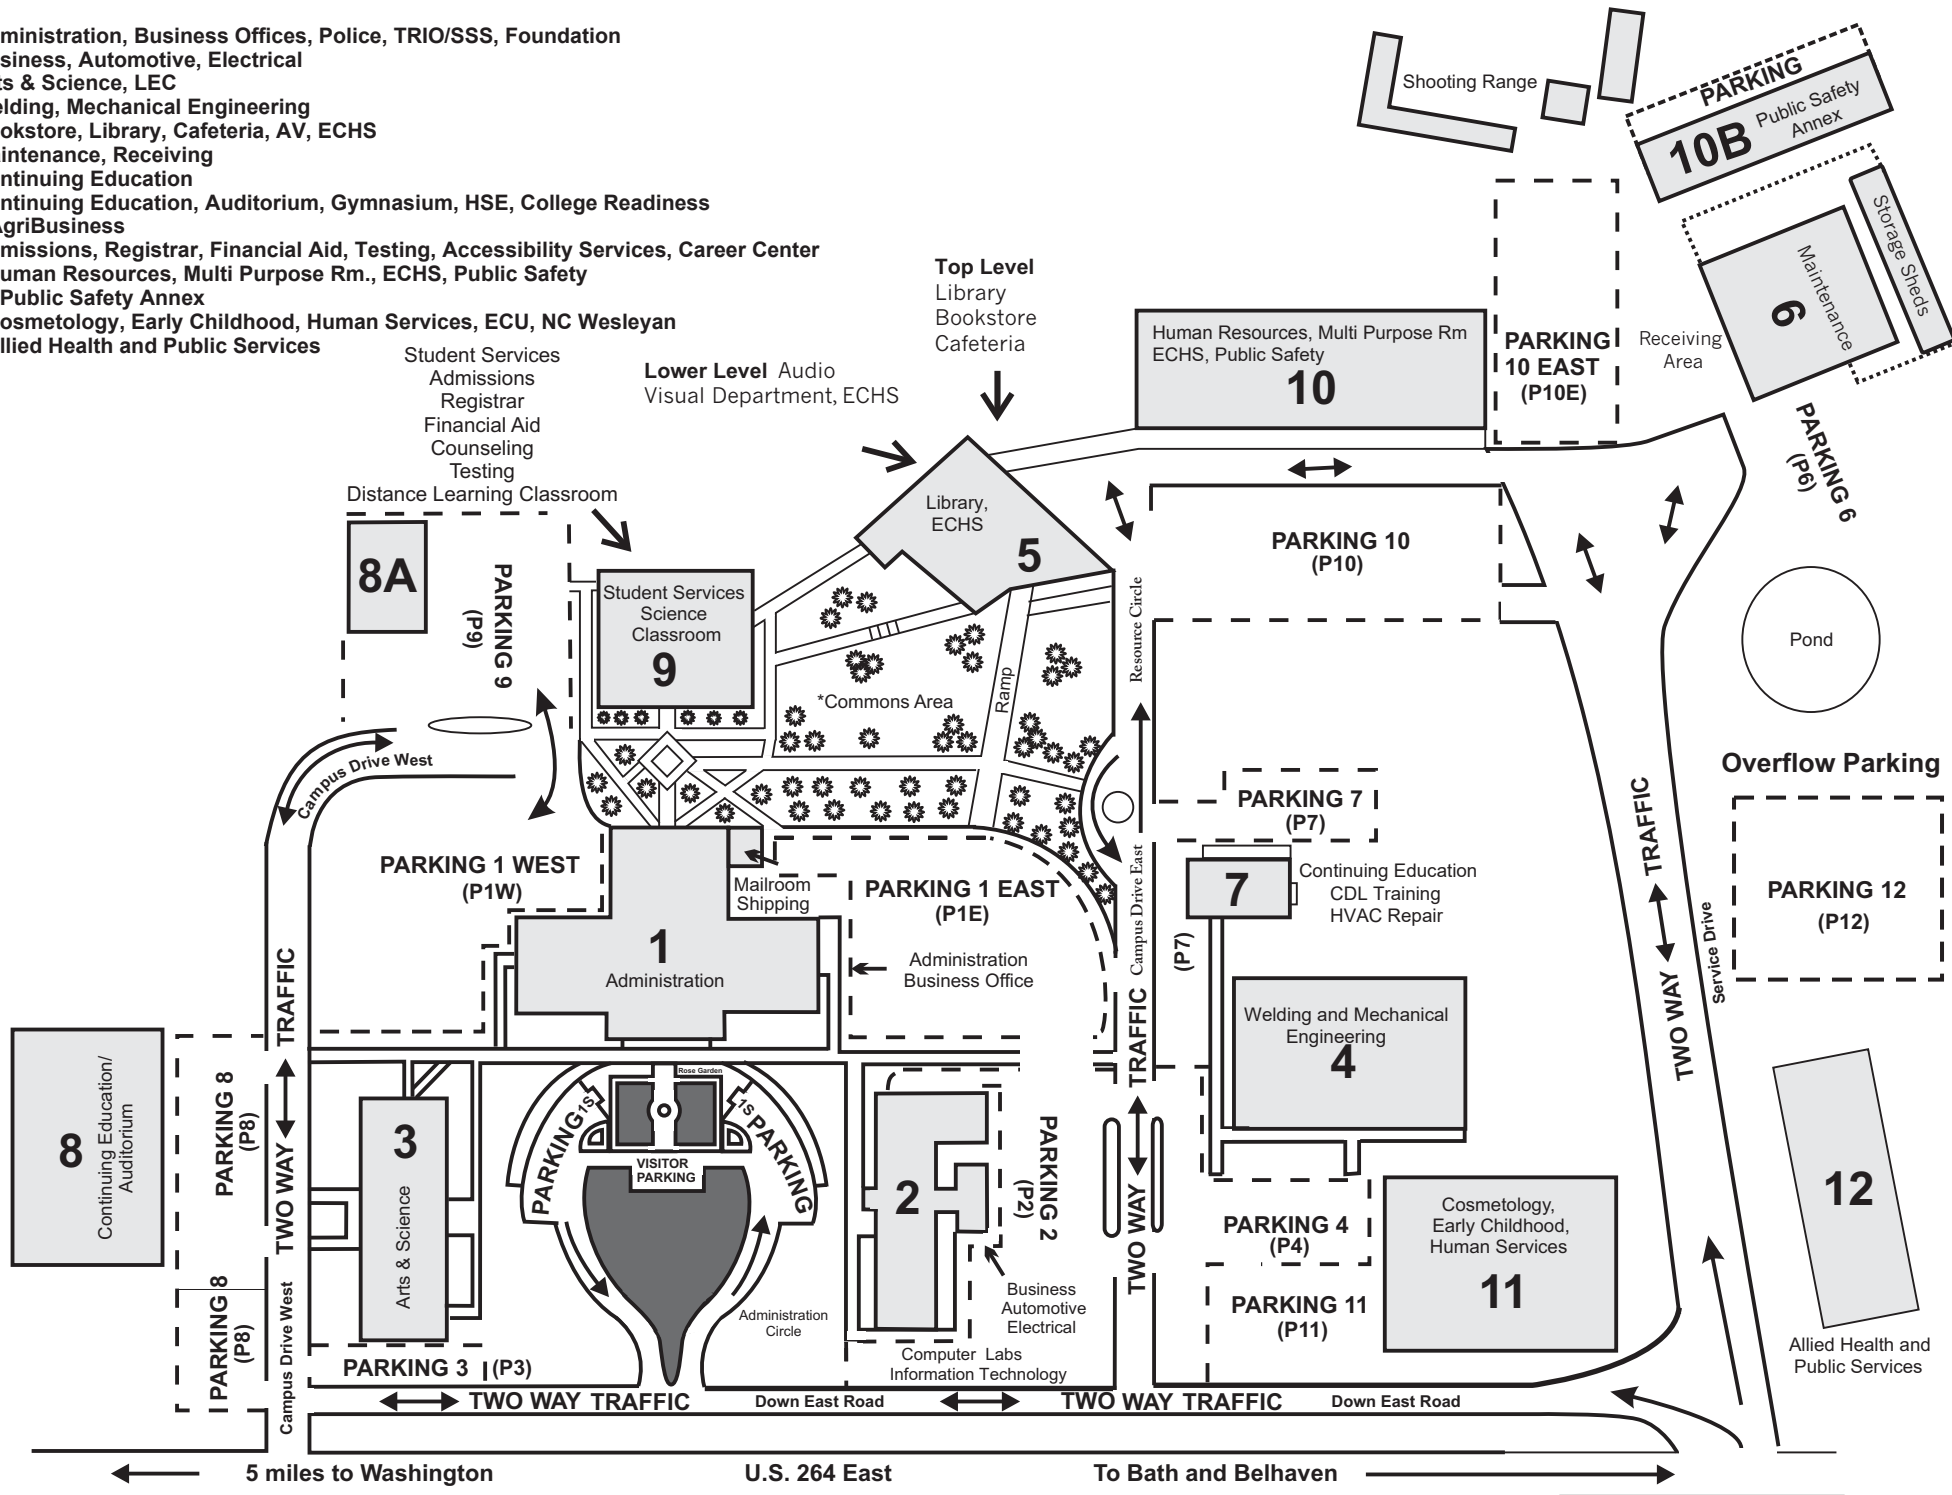 ministration, Business Offices, Police, TRIO/SSS, Foundation
siness, Automotive, Electrical
ts & Science, LEC
elding, Mechanical Engineering
okstore, Library, Cafeteria, AV, ECHS
intenance, Receiving
ntinuing Education
ntinuing Education, Auditorium, Gymnasium, HSE, College Readiness
AgriBusiness
missions, Registrar, Financial Aid, Testing, Accessibility Services, Career Center
uman Resources, Multi Purpose Rm., ECHS, Public Safety
Public Safety Annex
osmetology, Early Childhood, Human Services, ECU, NC Wesleyan
llied Health and Public Services
Student Services
Admissions
Registrar
Financial Aid
Counseling
Testing
Distance Learning Classroom
Lower Level Audio
Visual Department, ECHS
Top Level
Library
Bookstore
Cafeteria
Shooting Range
PARKING
10B
Public Safety
Annex
Storage Sheds
6
Maintenance
Receiving
Area
PARKING 6
(P6)
Human Resources, Multi Purpose Rm
ECHS, Public Safety
10
PARKING
10 EAST
(P10E)
Library,
ECHS
5
PARKING 10
(P10)
8A
PARKING 9
(P9)
Student Services
Science
Classroom
9
*Commons Area
Ramp
Resource Circle
Pond
Campus Drive West
Overflow Parking
PARKING 7
(P7)
PARKING 12
(P12)
PARKING 1 WEST
(P1W)
Mailroom
Shipping
PARKING 1 EAST
(P1E)
Campus Drive East
7
Continuing Education
CDL Training
HVAC Repair
(P7)
1
Administration
Administration
Business Office
TWO WAY TRAFFIC
Service Drive
TWO WAY TRAFFIC
TWO WAY TRAFFIC
Welding and Mechanical
Engineering
4
8
Continuing Education/
Auditorium
PARKING 8
(P8)
PARKING 8
(P8)
Campus Drive West
3
Arts & Science
Rose Garden
PARKING 1S
1S PARKING
VISITOR
PARKING
Administration
Circle
2
PARKING 2
(P2)
Business
Automotive
Electrical
Computer Labs
Information Technology
PARKING 4
(P4)
PARKING 11
(P11)
Cosmetology,
Early Childhood,
Human Services
11
12
Allied Health and
Public Services
PARKING 3 (P3)
TWO WAY TRAFFIC
Down East Road
TWO WAY TRAFFIC
Down East Road
5 miles to Washington
U.S. 264 East
To Bath and Belhaven